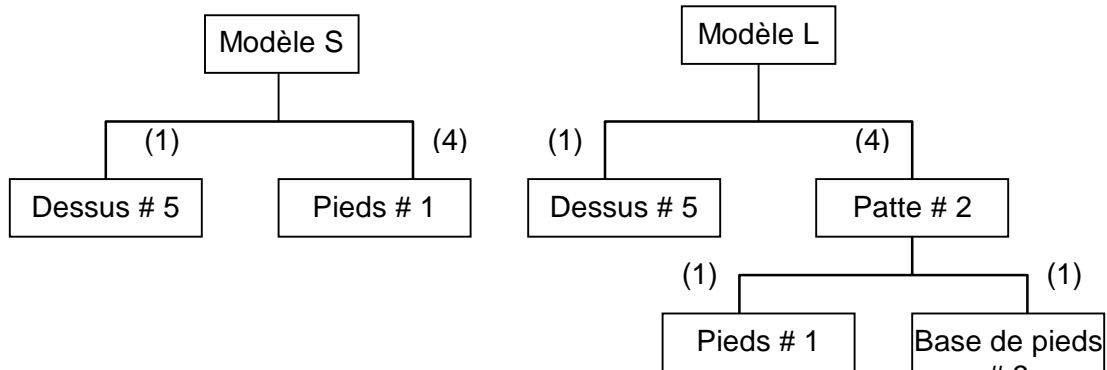 Modèle S
Modèle L
(1)
(4)
(1)
(4)
Dessus # 5
Pieds # 1
Dessus # 5
Patte # 2
(1)
(1)
Pieds # 1
Base de pieds
#